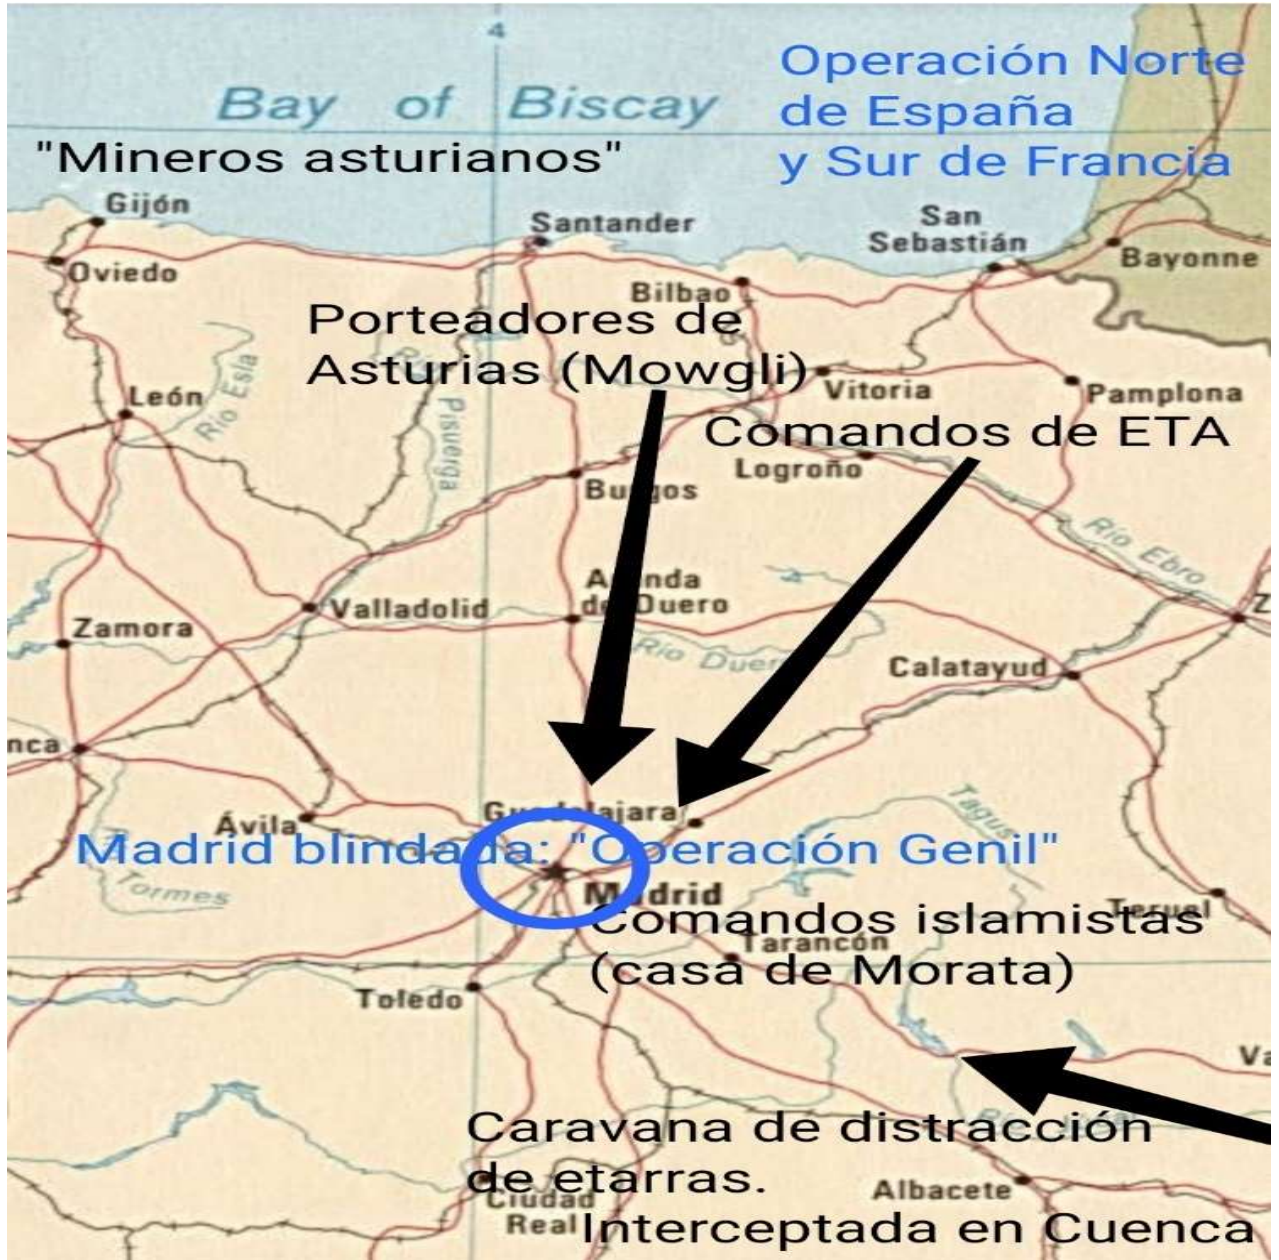 4
Operación Norte
de España
y Sur de Francia
Bay of Biscay
"Mineros asturianos"
Gijón
Santander
San
Sebastián
Bayonne
Oviedo
Bilbao
Porteadores de
Asturias (Mowgli)
Río Esla
Pisuerga
León
Vitoria
Pamplona
Comandos de ETA
Logroño
Burgos
Río Ebro
Aranda
de Duero
Valladolid
Zamora
Río Duero
Calatayud
nca
Guadalajara
Tagus
Ávila
Madrid blindada: "Operación Genil"
Tormes
Madrid
Teruel
Comandos islamistas
Tarancón
(casa de Morata)
Toledo
Va
Caravana de distracción
de etarras.
Ciudad
Real
Albacete
Interceptada en Cuenca